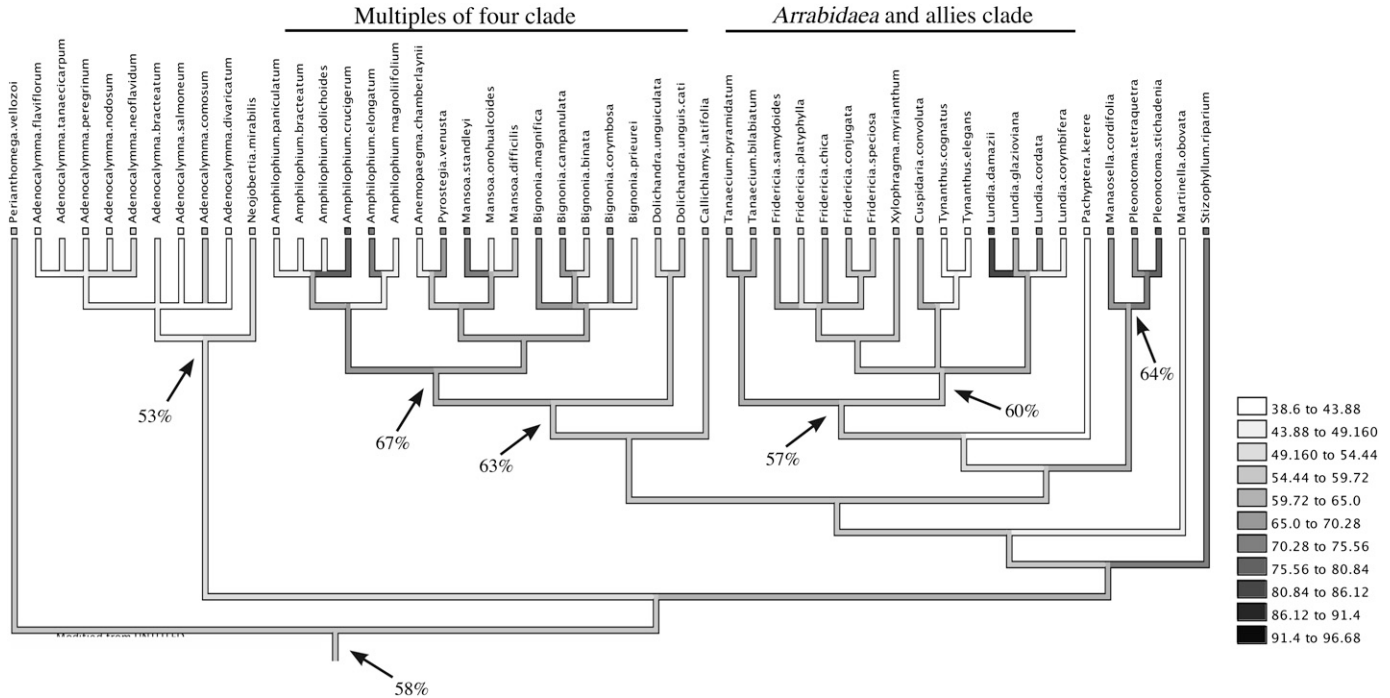 Multiples of four clade
Arrabidaea and allies clade
Perianthomega.vellozoi
Adenocalymma.flaviflorum
Adenocalymma.tanaecicarpum
Adenocalymma.peregrinum
Adenocalymma.nodosum
Adenocalymma.neoflavidum
Adenocalymma.bracteatum
Adenocalymma.salmoneum
Adenocalymma.comosum
Adenocalymma.divaricatum
Neojobertia.mirabilis
Amphilophium.paniculatum
Amphilophium.bracteatum
Amphilophium.dolichoides
Amphilophium.crucigerum
Amphilophium.elongatum
Amphilophium magnoliifolium
Anemopaegma.chamberlaynii
Pyrostegia.venusta
Mansoa.standleyi
Mansoa.onohualcoides
Mansoa.difficilis
Bignonia.magnifica
Bignonia.campanulata
Bignonia.binata
Bignonia.corymbosa
Bignonia.prieurei
Dolichandra.unguiculata
Dolichandra.unguis.cati
Callichlamys.latifolia
Tanaecium.pyramidatum
Tanaecium.bilabiatum
Fridericia.samydoides
Fridericia.platyphylla
Fridericia.chica
Fridericia.conjugata
Fridericia.speciosa
Xylophragma.myrianthum
Cuspidaria.convoluta
Tynanthus.cognatus
Tynanthus.elegans
Lundia.damazii
Lundia.glazioviana
Lundia.cordata
Lundia.corymbifera
Pachyptera.kerere
Manaosella.cordifolia
Pleonotoma.tetraquetra
Pleonotoma.stichadenia
Martinella.obovata
Stizophyllum.riparium
53%
67%
63%
57%
60%
64%
58%
38.6 to 43.88
43.88 to 49.160
49.160 to 54.44
54.44 to 59.72
59.72 to 65.0
65.0 to 70.28
70.28 to 75.56
75.56 to 80.84
80.84 to 86.12
86.12 to 91.4
91.4 to 96.68
Modified from